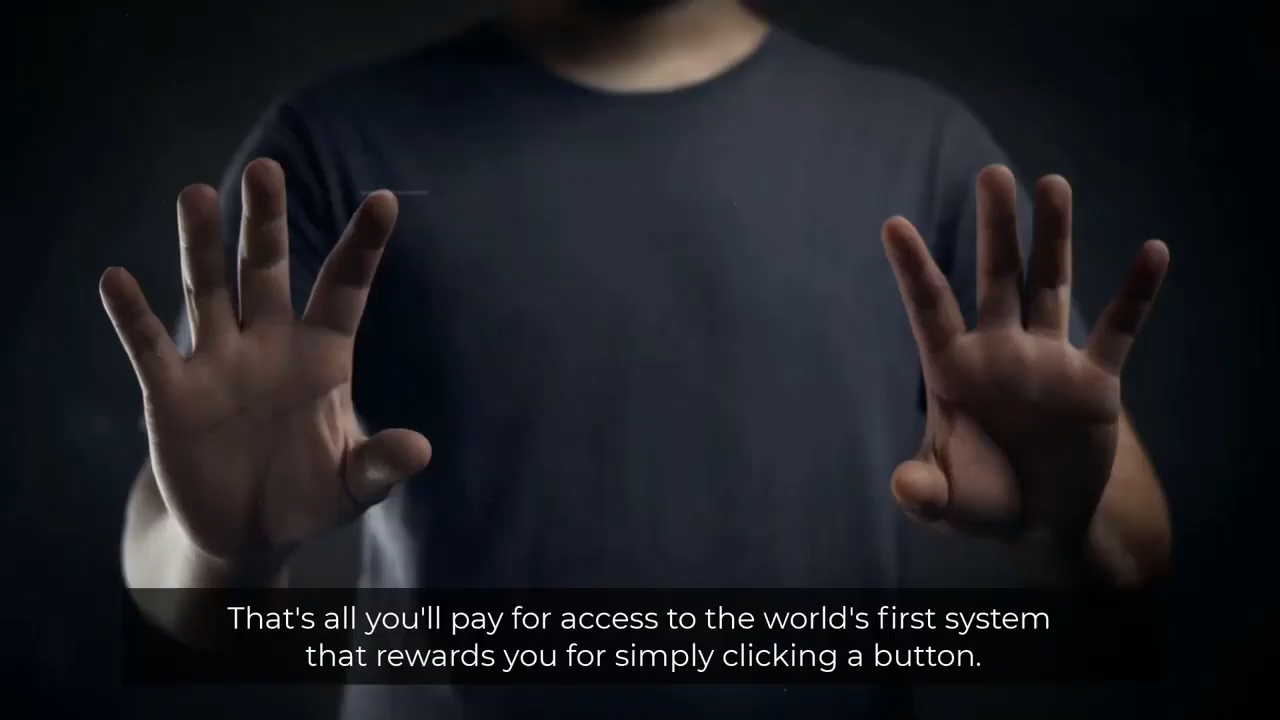 That's all you'll pay for access to the world's first system
that rewards you for simply clicking a button.